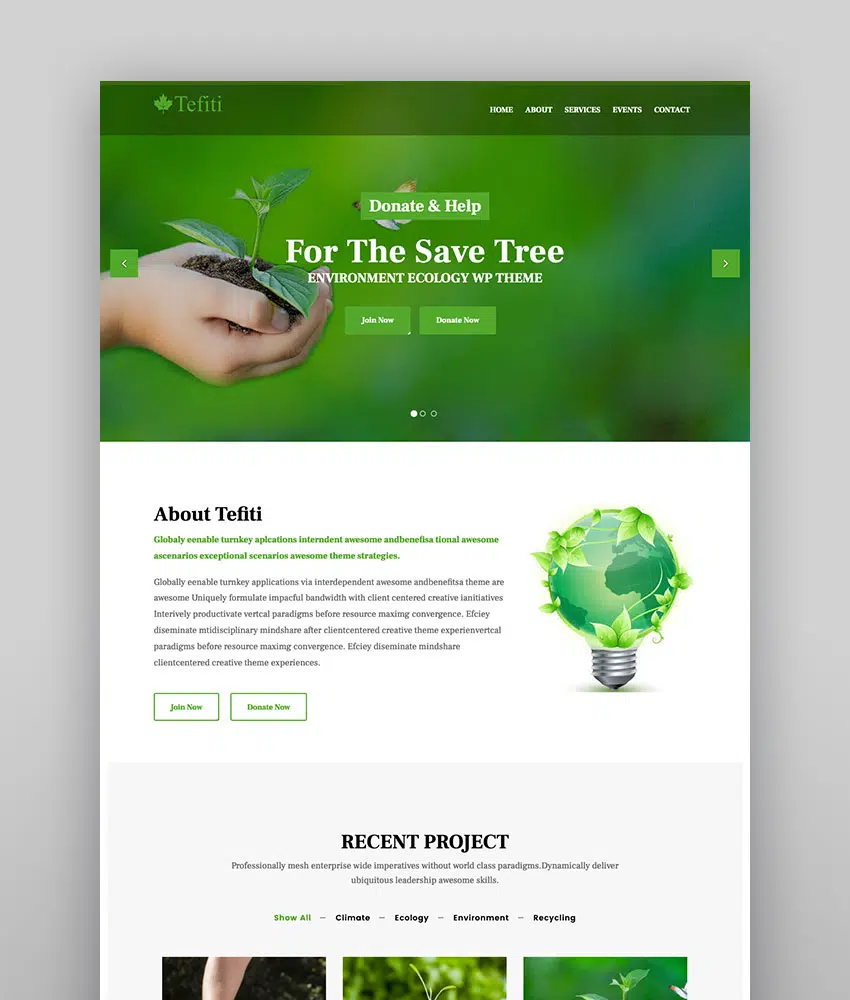 Tefiti
HOME ABOUT SERVICES EVENTS CONTACT
Donate & Help
For The Save Tree
ENVIRONMENT ECOLOGY WP THEME
Join Now Donate Now
About Tefiti
Globaly eenable turnkey aplcations interndent awesome andbenefisa tional awesome
ascenarios exceptional scenarios awesome theme strategies.
Globally eenable turnkey applications via interdependent awesome andbenefitsa theme are
awesome Uniquely formulate impacful bandwidth with client centered creative ianitiatives
Interively productivate vertcal paradigms before resource maxing convergence. Efciey
diseminate mtidisciplinary mindshare after clientcentered creative theme experienvertcal
paradigms before resource maxing convergence. Efciey diseminate mindshare
clientcentered creative theme experiences.
Join Now Donate Now
RECENT PROJECT
Professionally mesh enterprise wide imperatives without world class paradigms.Dynamically deliver
ubiquitous leadership awesome skills.
Show All — Climate — Ecology — Environment — Recycling